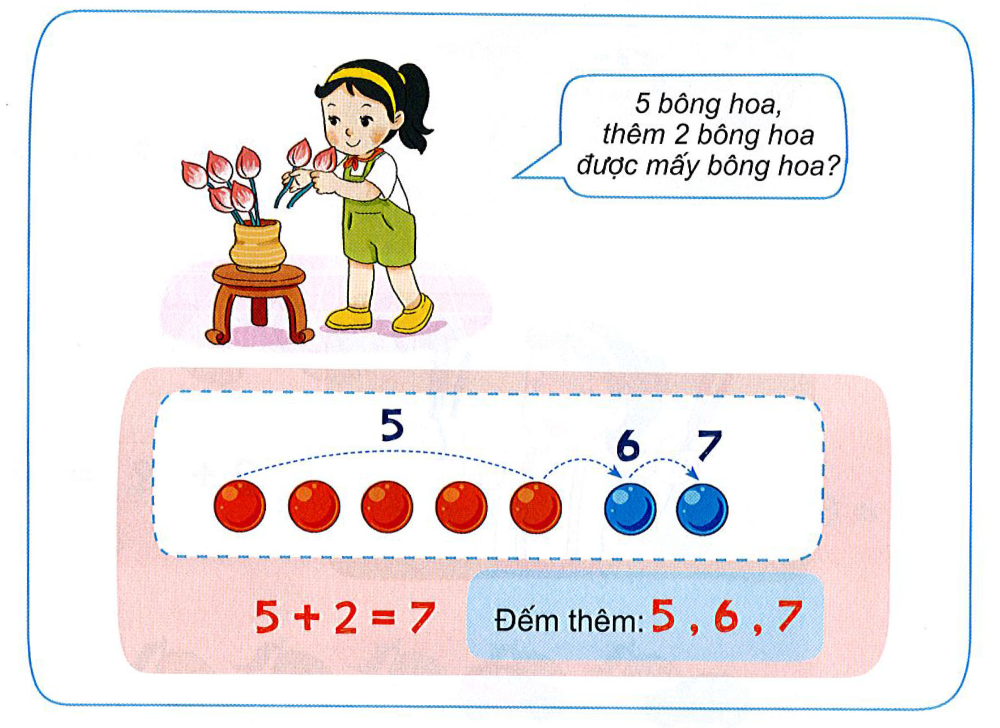 5 bông hoa,
thêm 2 bông hoa
được mấy bông hoa?
5
6 7
5 + 2 = 7
Đếm thêm: 5 , 6 , 7